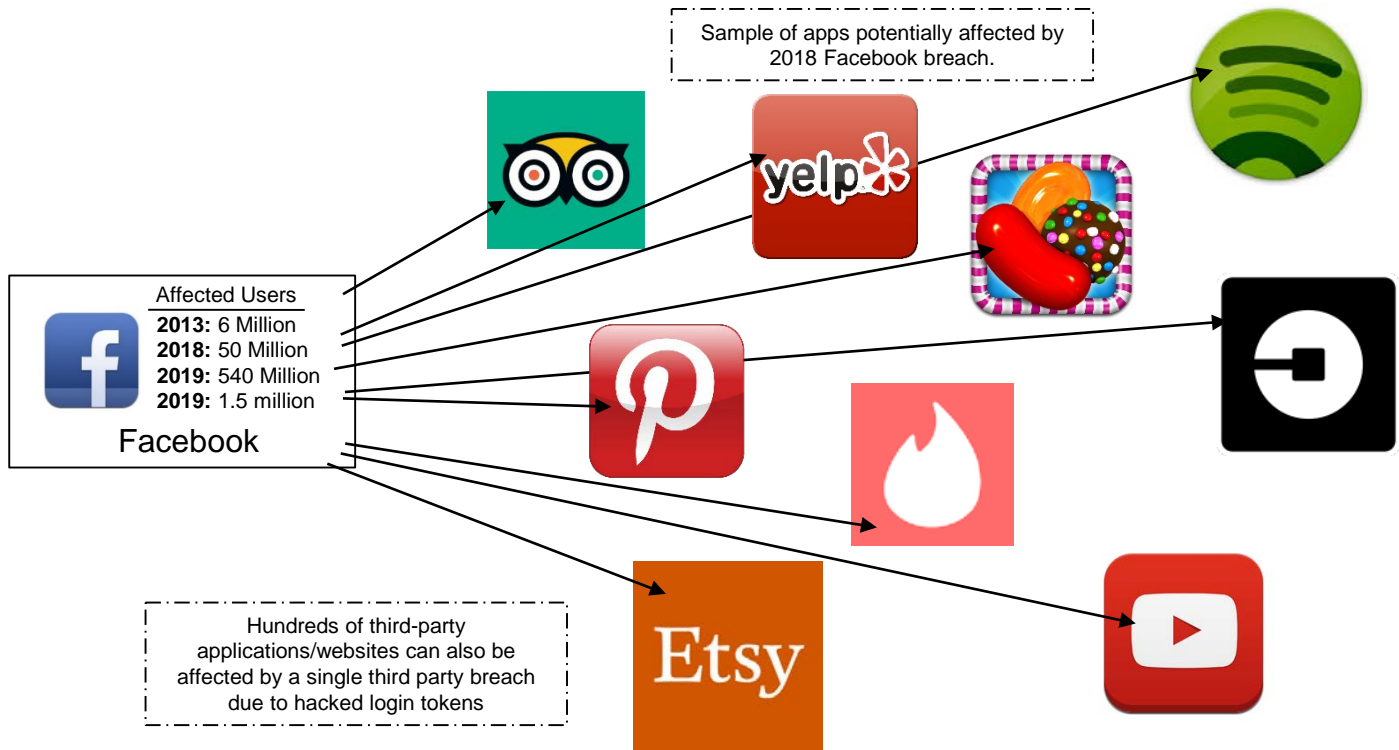 Sample of apps potentially affected by
2018 Facebook breach.
yelp
Affected Users
2013: 6 Million
2018: 50 Million
2019: 540 Million
2019: 1.5 million
Facebook
Hundreds of third-party
applications/websites can also be
affected by a single third party breach
due to hacked login tokens
Etsy